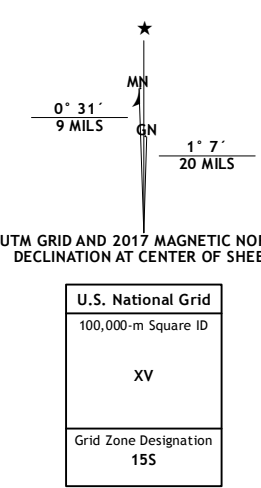 MN
0° 31´
9 MILS
GN
1° 7´
20 MILS
UTM GRID AND 2017 MAGNETIC NOR
DECLINATION AT CENTER OF SHEE
U.S. National Grid
100,000-m Square ID
XV
Grid Zone Designation
15S